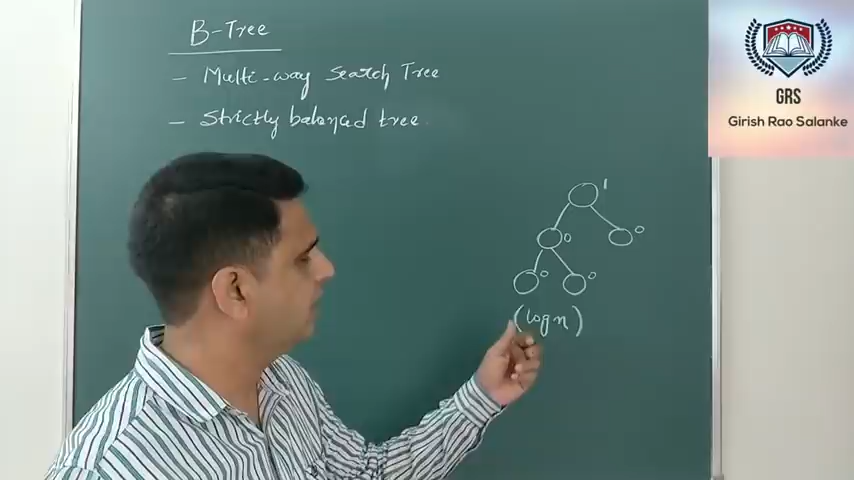 B-Tree
- Multi-way Search Tree
- Strictly balanced tree
1
0
0
0
0
(log n)
GRS
Girish Rao Salanke